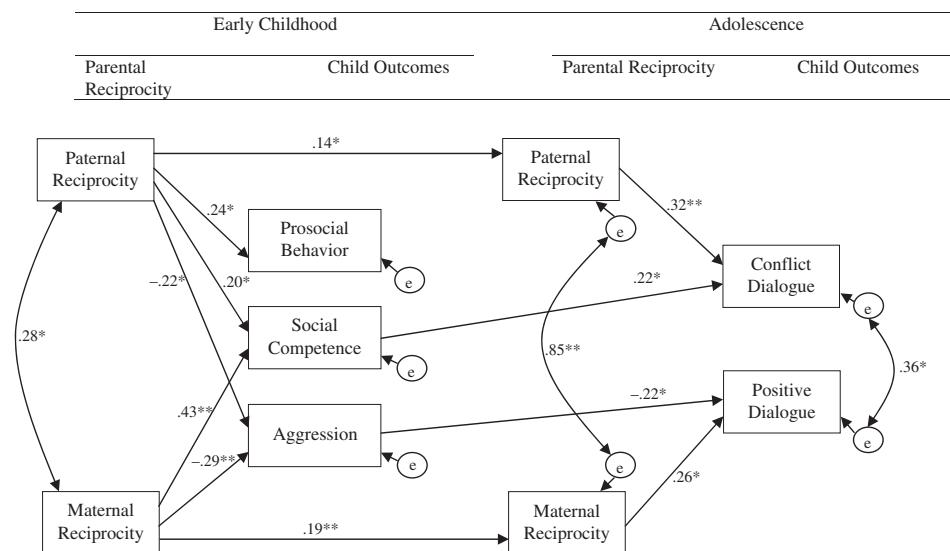 Early Childhood
Adolescence
Parental
Reciprocity
Child Outcomes
Parental Reciprocity
Child Outcomes
Paternal
Reciprocity
.14*
Paternal
Reciprocity
.24*
Prosocial
Behavior
e
e
.32**
–.22*
.20*
Conflict
Dialogue
e
.22*
Social
Competence
e
.28*
.85**
.36*
.43**
–.22*
Positive
Dialogue
e
Aggression
e
–.29**
e
.26*
Maternal
Reciprocity
.19**
Maternal
Reciprocity